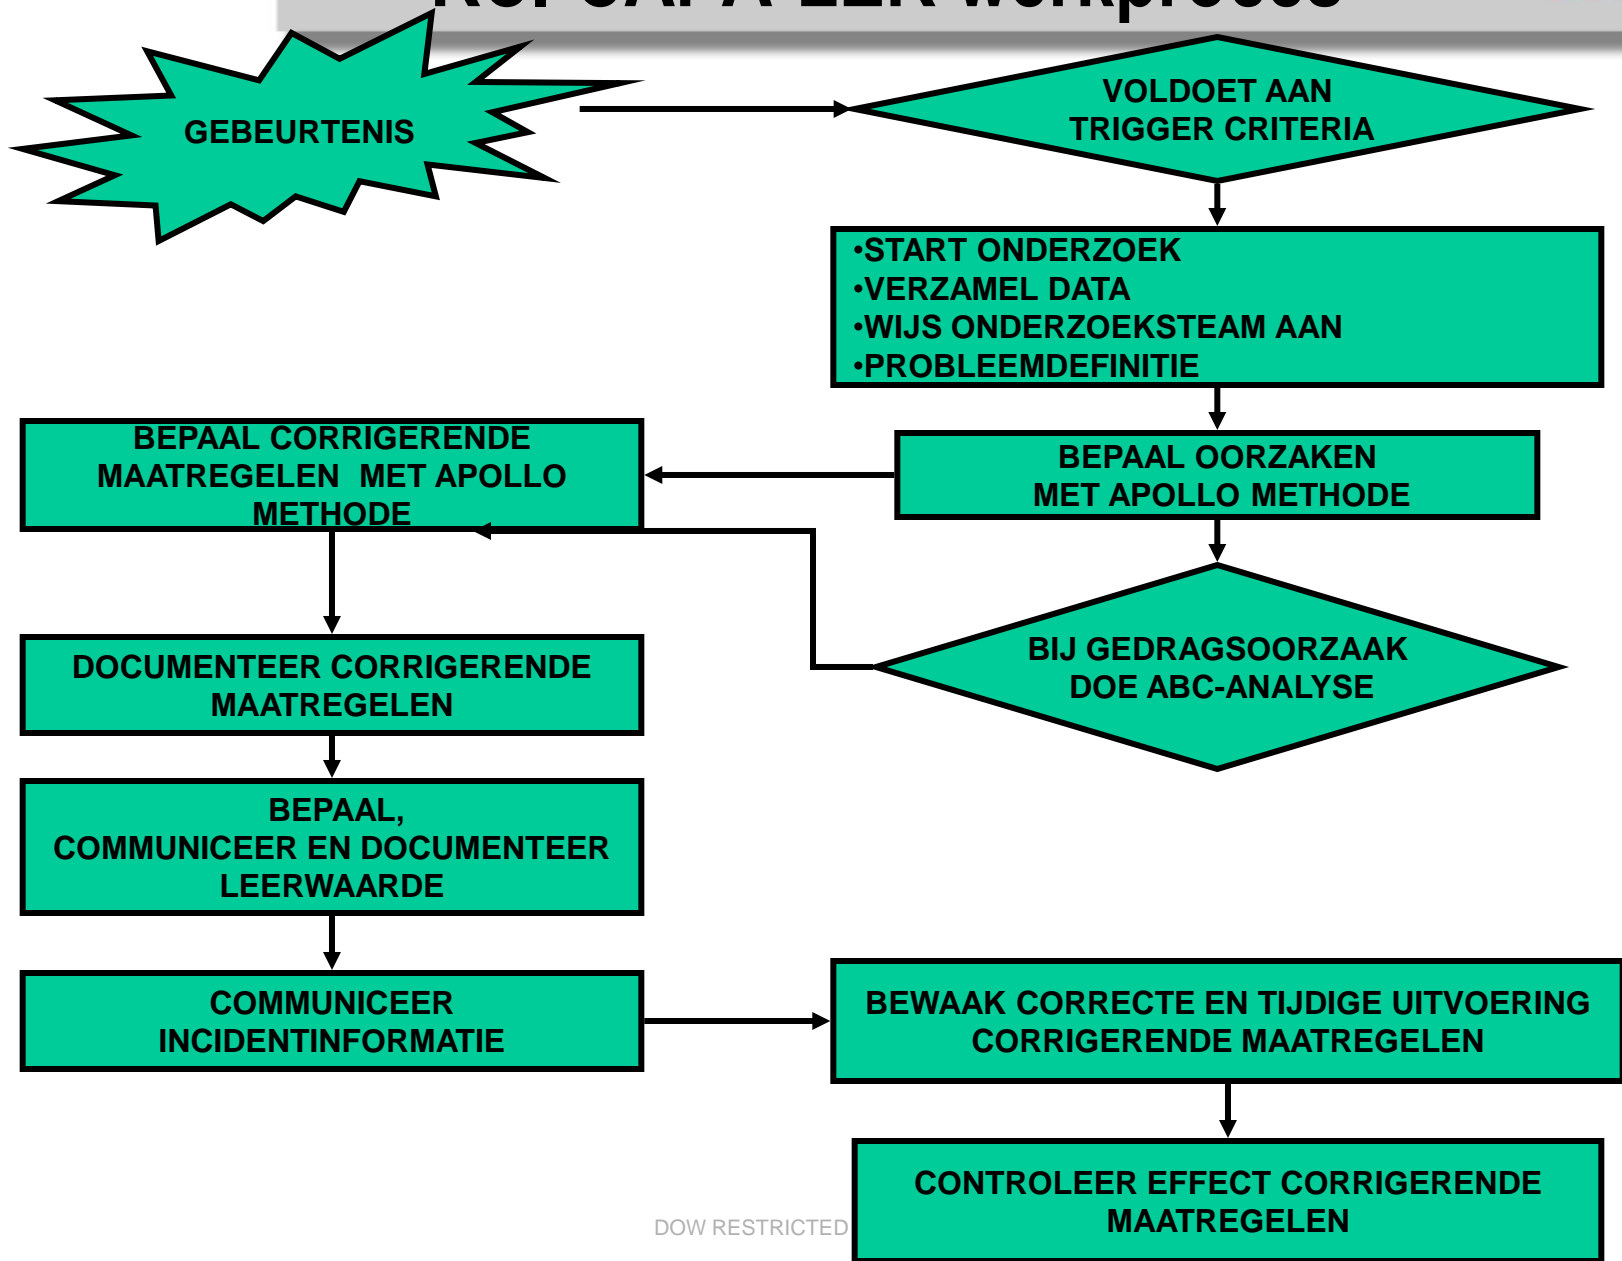 werkproces
GEBEURTENIS
VOLDOET AAN
TRIGGER CRITERIA
•START ONDERZOEK
•VERZAMEL DATA
•WIJS ONDERZOEKSTEAM AAN
•PROBLEEMDEFINITIE
BEPAAL OORZAKEN
MET APOLLO METHODE
BEPAAL CORRIGERENDE
MAATREGELEN MET APOLLO
METHODE
BIJ GEDRAGSOORZAAK
DOE ABC-ANALYSE
DOCUMENTEER CORRIGERENDE
MAATREGELEN
BEPAAL,
COMMUNICEER EN DOCUMENTEER
LEERWAARDE
COMMUNICEER
INCIDENTINFORMATIE
BEWAAK CORRECTE EN TIJDIGE UITVOERING
CORRIGERENDE MAATREGELEN
CONTROLEER EFFECT CORRIGERENDE
MAATREGELEN
DOW RESTRICTED